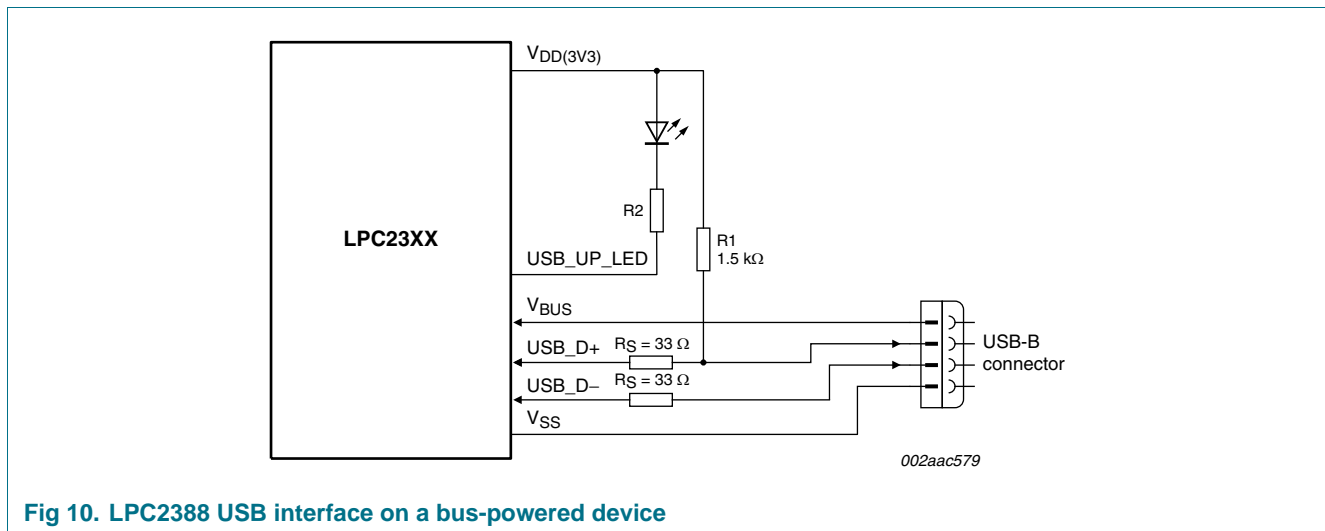 VDD(3V3)
R2
LPC23XX
R1
1.5 kΩ
USB_UP_LED
VBUS
USB_D+
RS = 33 Ω
USB-B
connector
USB_D−
RS = 33 Ω
VSS
002aac579
Fig 10. LPC2388 USB interface on a bus-powered device